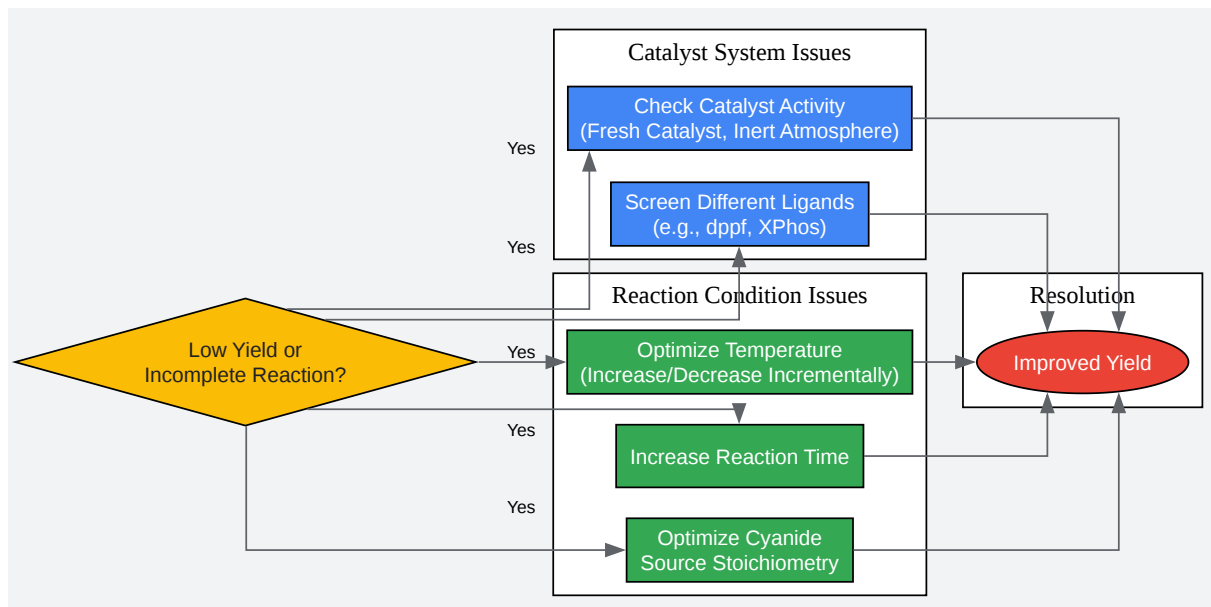 Catalyst System Issues
Check Catalyst Activity
(Fresh Catalyst, Inert Atmosphere)
Yes
Screen Different Ligands
(e.g., dppf, XPhos)
Yes
Reaction Condition Issues
Resolution
Low Yield or
Incomplete Reaction?
Yes
Optimize Temperature
(Increase/Decrease Incrementally)
Improved Yield
Yes
Increase Reaction Time
Yes
Optimize Cyanide
Source Stoichiometry